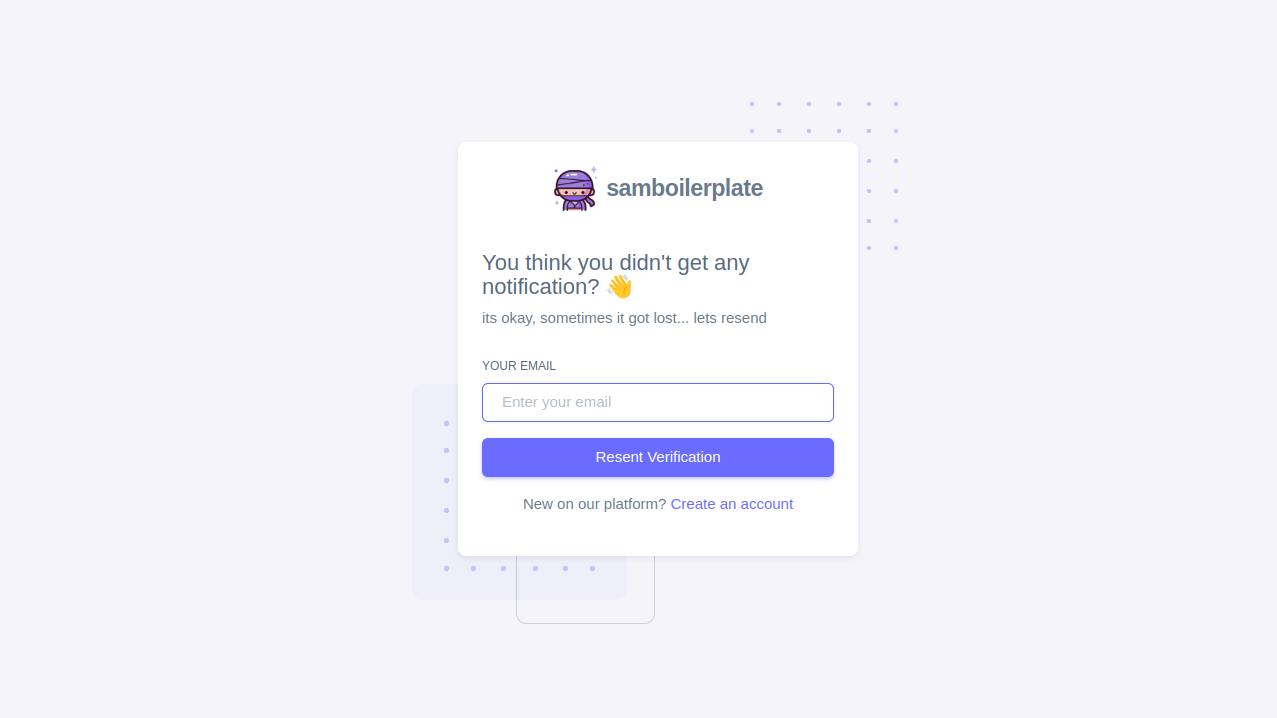 samboilerplate
You think you didn't get any
notification? 👋
its okay, sometimes it got lost... lets resend
YOUR EMAIL
Enter your email
Resent Verification
New on our platform? Create an account